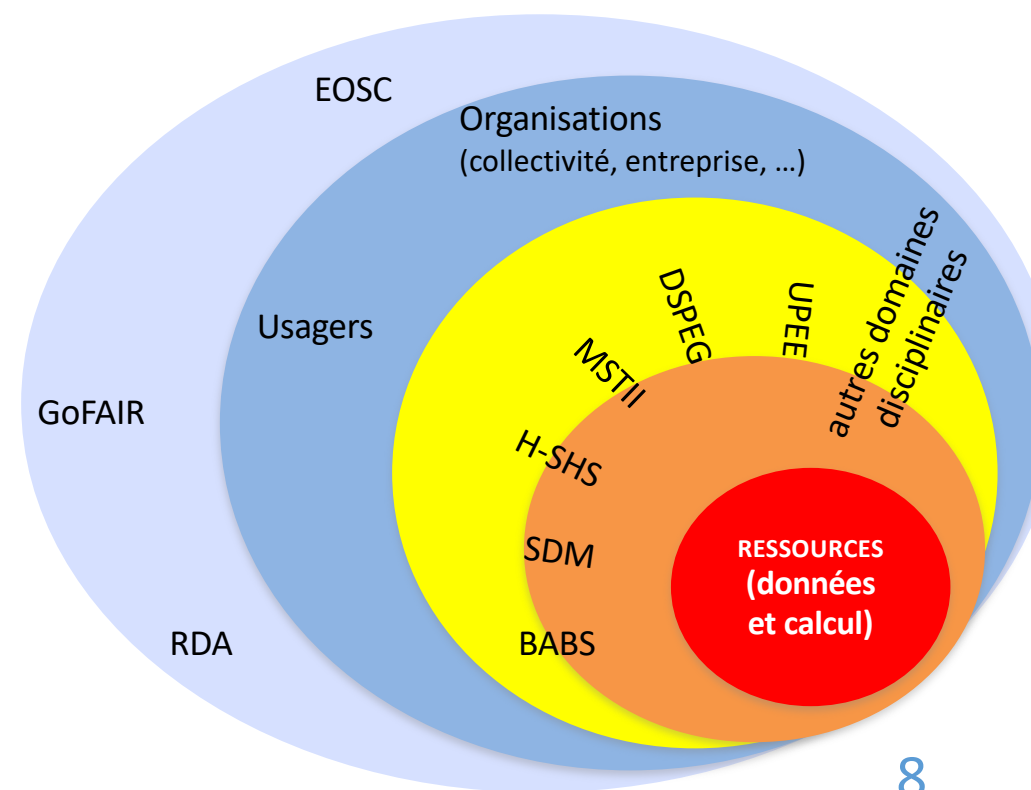 EOSC
Organisations
(collectivité, entreprise, …)
autres domaines
disciplinaires
DSPEG
UPEE
Usagers
MSTII
GoFAIR
H-SHS
SDM
RESSOURCES
(données
et calcul)
RDA
BABS
8